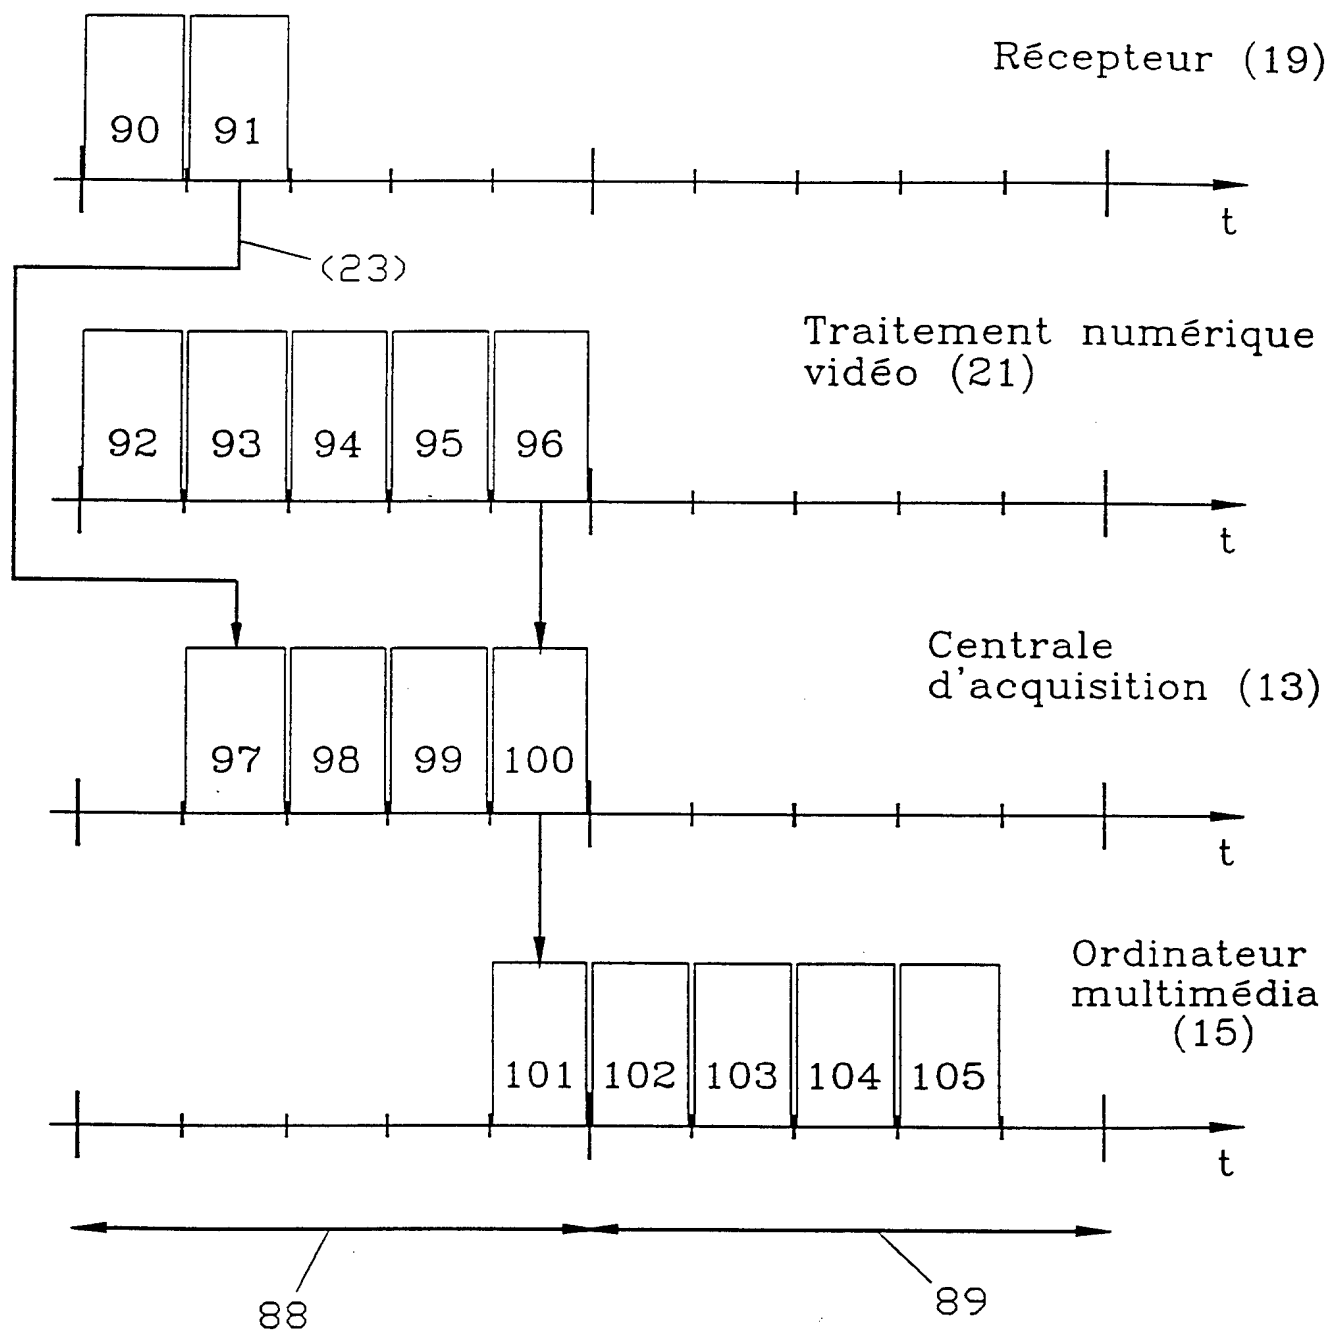 Récepteur (19)
90 91
t
(23)
Traitement numérique
vidéo (21)
92 93 94 95 96
t
Centrale
d'acquisition (13)
97 98 99 100
t
Ordinateur
multimédia
(15)
101 102 103 104 105
t
88
89